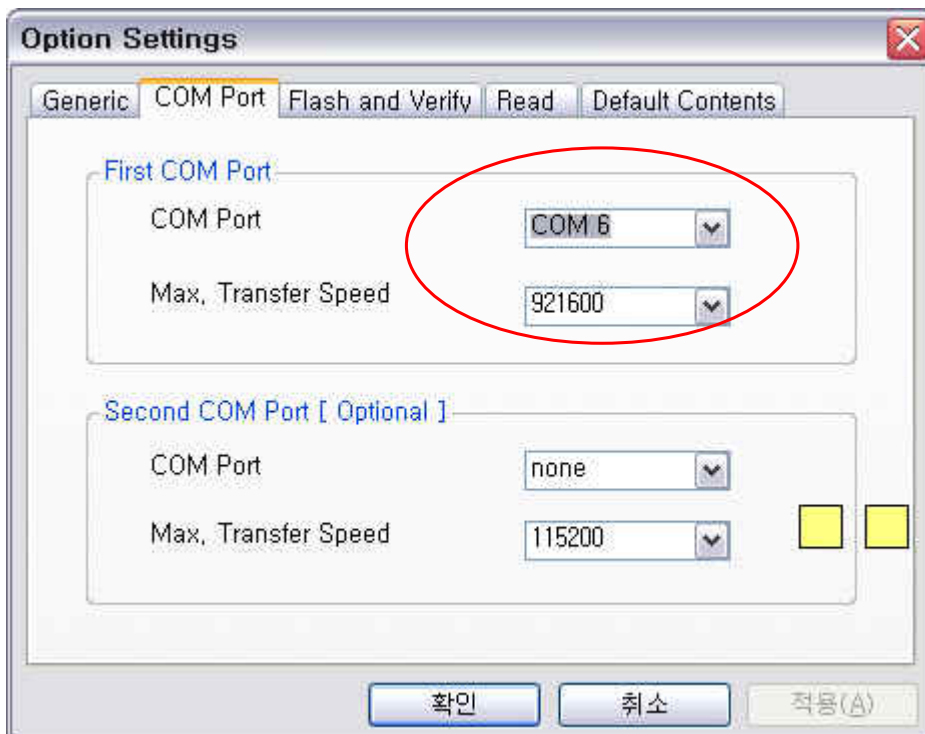 Option Settings
Generic COM Port Flash and Verify Read Default Contents
First COM Port
COM Port COM 6
Max, Transfer Speed 921600
Second COM Port [ Optional ]
COM Port none
Max, Transfer Speed 115200
확인 취소 적용(A)